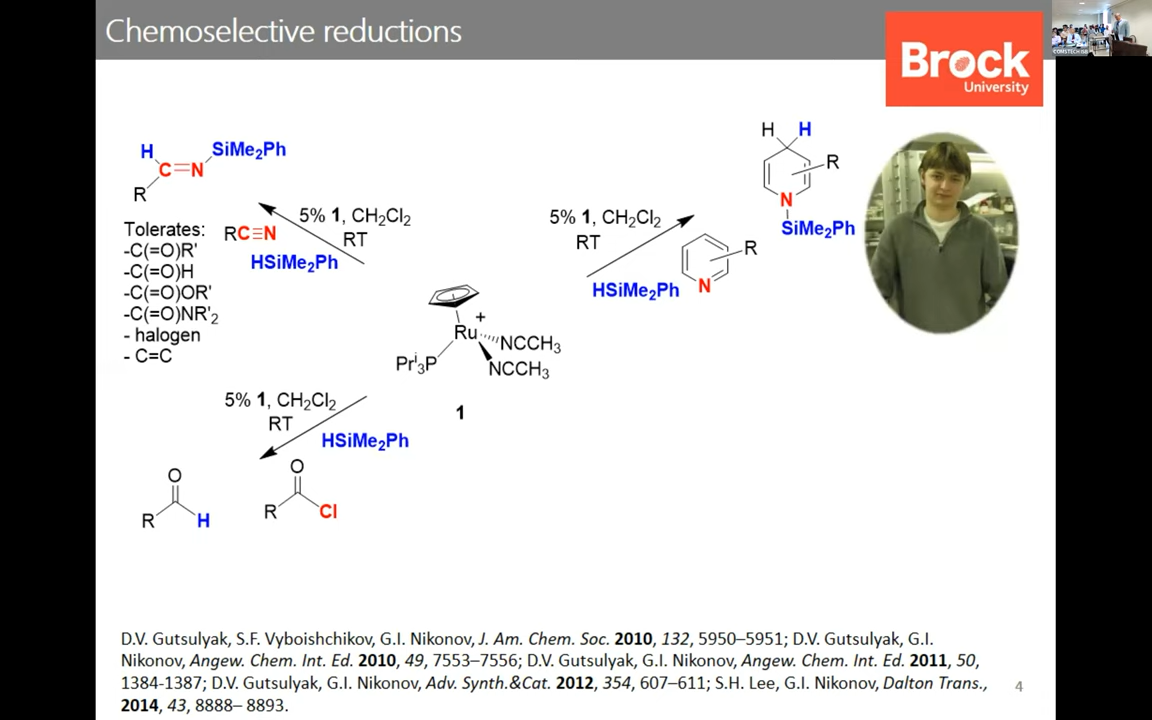 Chemoselective reductions
Brock
University
COMSTECH ISB
H
SiMe₂Ph
C=N
R
5% 1, CH₂Cl₂
RT
RC≡N
HSiMe₂Ph
Tolerates:
-C(=O)R'
-C(=O)H
-C(=O)OR'
-C(=O)NR'₂
- halogen
- C=C
5% 1, CH₂Cl₂
RT
HSiMe₂Ph
R
N
H H
R
N
SiMe₂Ph
+
Ru
NCCH₃
NCCH₃
Prⁱ₃P
1
5% 1, CH₂Cl₂
RT
HSiMe₂Ph
O
R
H
O
R
Cl
D.V. Gutsulyak, S.F. Vyboishchikov, G.I. Nikonov, J. Am. Chem. Soc. 2010, 132, 5950–5951; D.V. Gutsulyak, G.I.
Nikonov, Angew. Chem. Int. Ed. 2010, 49, 7553–7556; D.V. Gutsulyak, G.I. Nikonov, Angew. Chem. Int. Ed. 2011, 50,
1384-1387; D.V. Gutsulyak, G.I. Nikonov, Adv. Synth.&Cat. 2012, 354, 607–611; S.H. Lee, G.I. Nikonov, Dalton Trans.,
2014, 43, 8888– 8893.
4